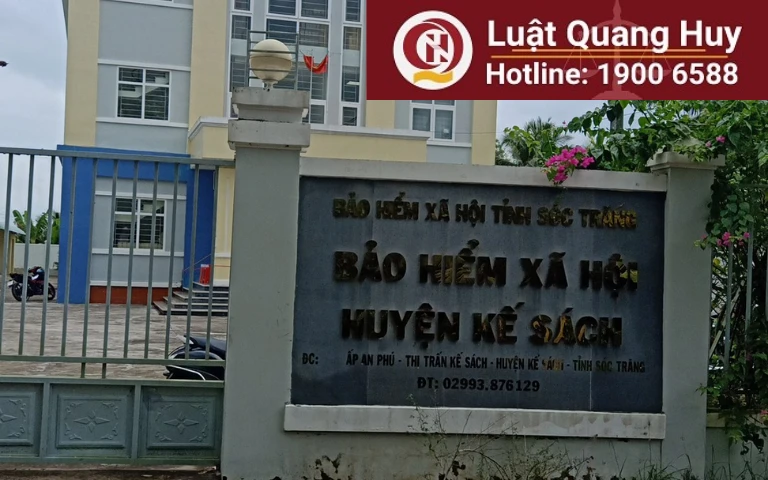 Luật Quang Huy
Hotline: 1900 6588
BẢO HIỂM XÃ HỘI TỈNH SÓC TRĂNG
BẢO HIỂM XÃ HỘI
HUYỆN KẾ SÁCH
ĐC: ẤP AN PHÚ - THỊ TRẤN KẾ SÁCH - HUYỆN KẾ SÁCH - TỈNH SÓC TRĂNG
ĐT: 02993.876129